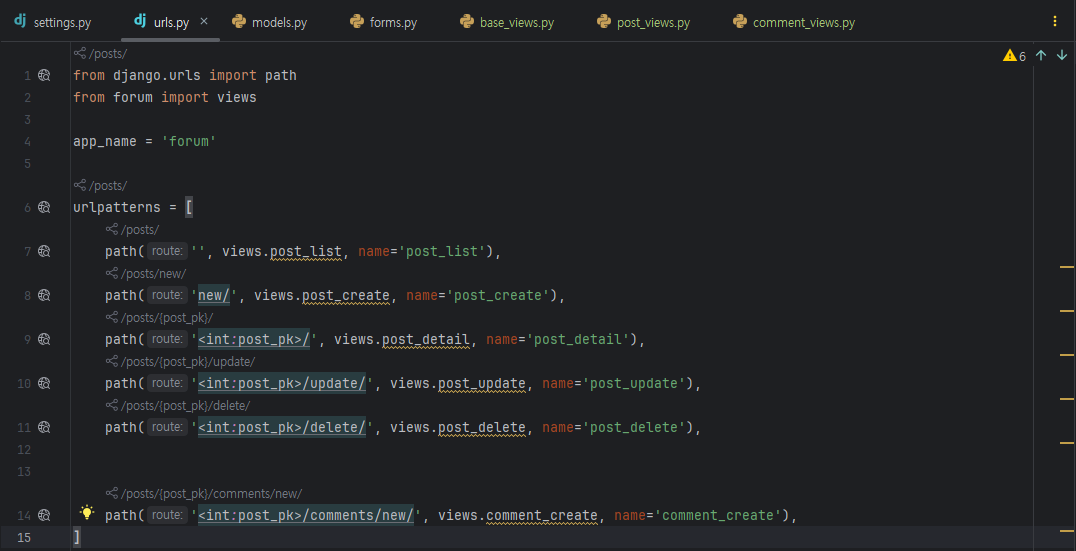 settings.py urls.py models.py forms.py base_views.py post_views.py comment_views.py
/posts/
6
1 from django.urls import path
2 from forum import views
3
4 app_name = 'forum'
5
/posts/
6 urlpatterns = [
/posts/
7 path( route: '', views.post_list, name='post_list'),
/posts/new/
8 path( route: 'new/', views.post_create, name='post_create'),
/posts/{post_pk}/
9 path( route: '<int:post_pk>/', views.post_detail, name='post_detail'),
/posts/{post_pk}/update/
10 path( route: '<int:post_pk>/update/', views.post_update, name='post_update'),
/posts/{post_pk}/delete/
11 path( route: '<int:post_pk>/delete/', views.post_delete, name='post_delete'),
12
13
/posts/{post_pk}/comments/new/
14 path( route: '<int:post_pk>/comments/new/', views.comment_create, name='comment_create'),
15 ]